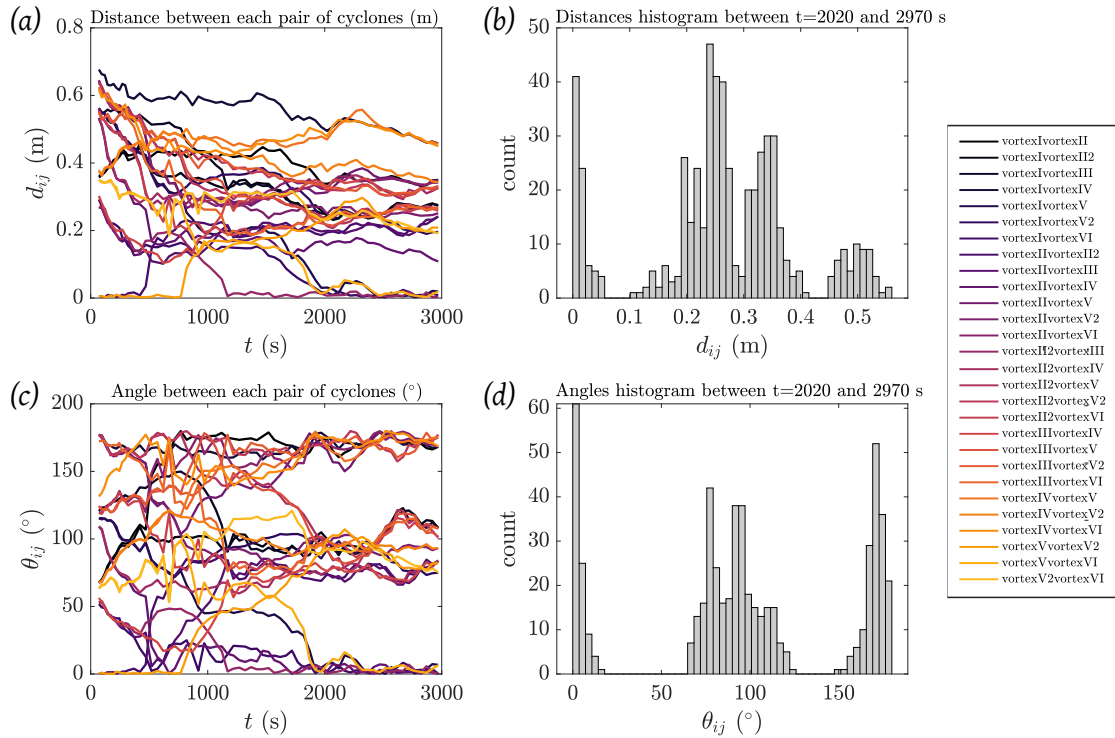 (a) Distance between each pair of cyclones (m)
0.8
0.6
0.4
0.2
0
d_ij (m)
0 1000 2000 3000
t (s)
(b) Distances histogram between t=2020 and 2970 s
50
40
30
20
10
0
count
0 0.1 0.2 0.3 0.4 0.5
d_ij (m)
(c) Angle between each pair of cyclones (°)
200
150
100
50
0
θ_ij (°)
0 1000 2000 3000
t (s)
(d) Angles histogram between t=2020 and 2970 s
60
50
40
30
20
10
0
count
0 50 100 150
θ_ij (°)
vortexIvortexII
vortexIvortexII2
vortexIvortexIII
vortexIvortexIV
vortexIvortexV
vortexIvortexV2
vortexIvortexVI
vortexIIvortexII2
vortexIIvortexIII
vortexIIvortexIV
vortexIIvortexV
vortexIIvortexV2
vortexIIvortexVI
vortexII2vortexIII
vortexII2vortexIV
vortexII2vortexV
vortexII2vortexV2
vortexII2vortexVI
vortexIIIvortexIV
vortexIIIvortexV
vortexIIIvortexV2
vortexIIIvortexVI
vortexIVvortexV
vortexIVvortexV2
vortexIVvortexVI
vortexVvortexV2
vortexVvortexVI
vortexV2vortexVI